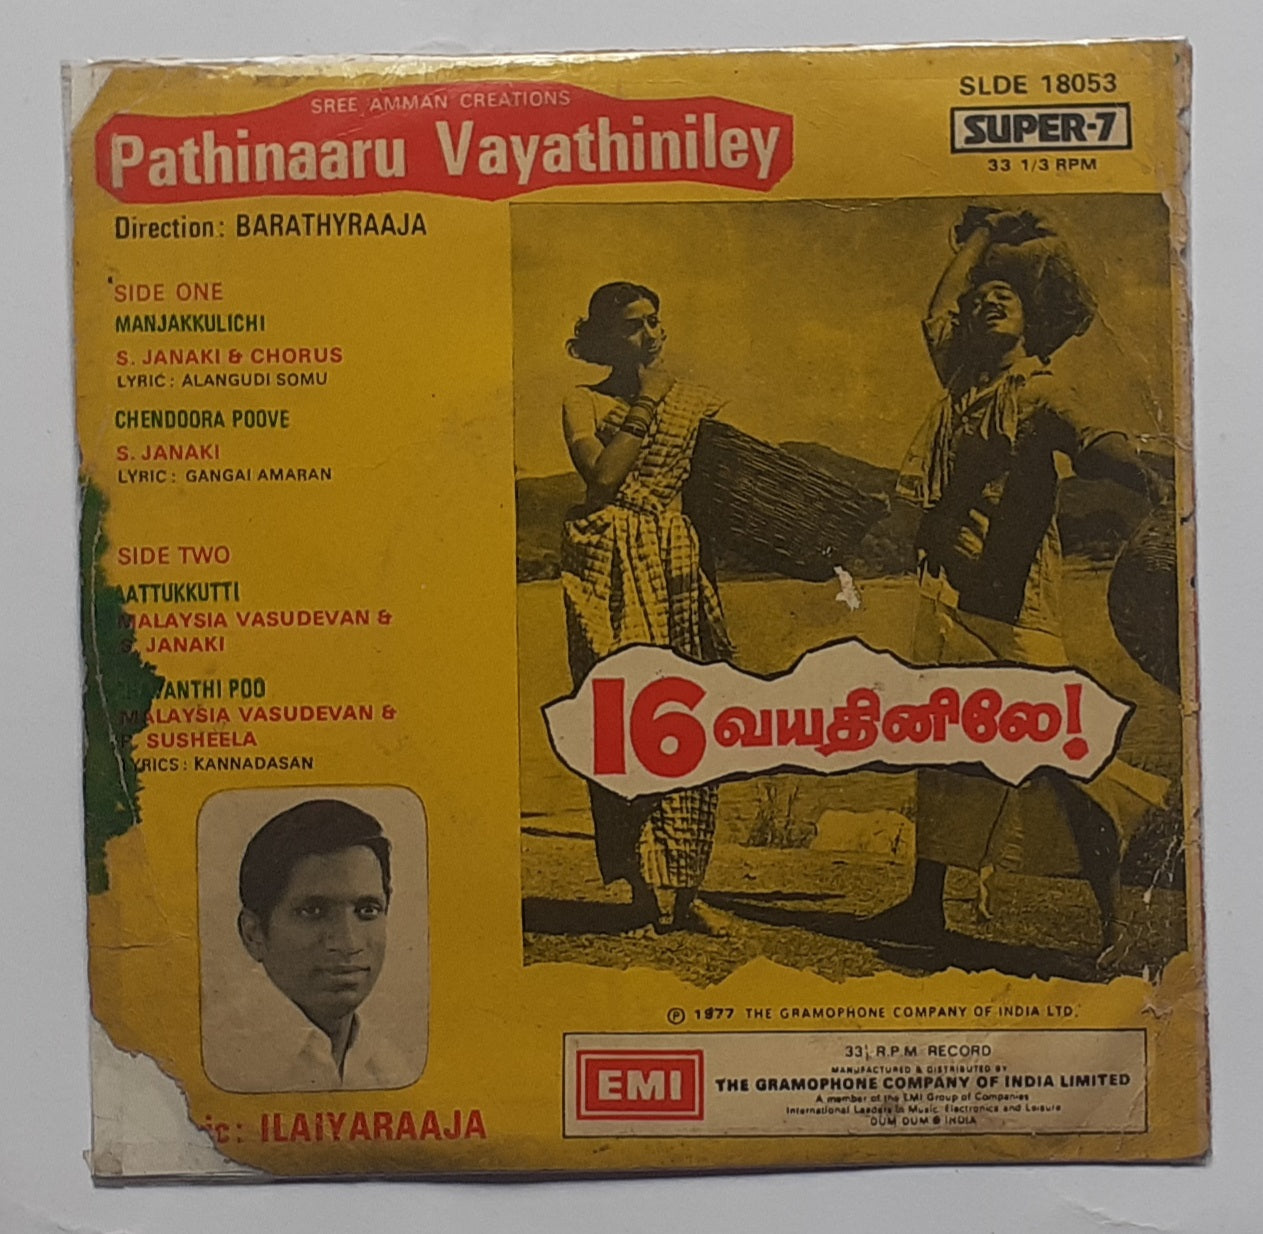 SREE AMMAN CREATIONS
Pathinaaru Vayathiniley
SLDE 18053
SUPER-7
33 1/3 RPM
Direction: BARATHYRAAJA
SIDE ONE
MANJAKKULICHI
S. JANAKI & CHORUS
LYRIC: ALANGUDI SOMU
CHENDOORA POOVE
S. JANAKI
LYRIC: GANGAI AMARAN
SIDE TWO
AATTUKKUTTI
MALAYSIA VASUDEVAN &
S. JANAKI
POO
MALAYSIA VASUDEVAN &
P. SUSHEELA
LYRICS: KANNADASAN
16 வயதினிலே!
ILAIYARAAJA
℗ 1977 THE GRAMOPHONE COMPANY OF INDIA LTD.
EMI
33⅓ R.P.M. RECORD
MANUFACTURED & DISTRIBUTED BY
THE GRAMOPHONE COMPANY OF INDIA LIMITED
A member of the EMI Group of Companies
International Leaders in Music, Electronics and Leisure
DUM DUM ● INDIA